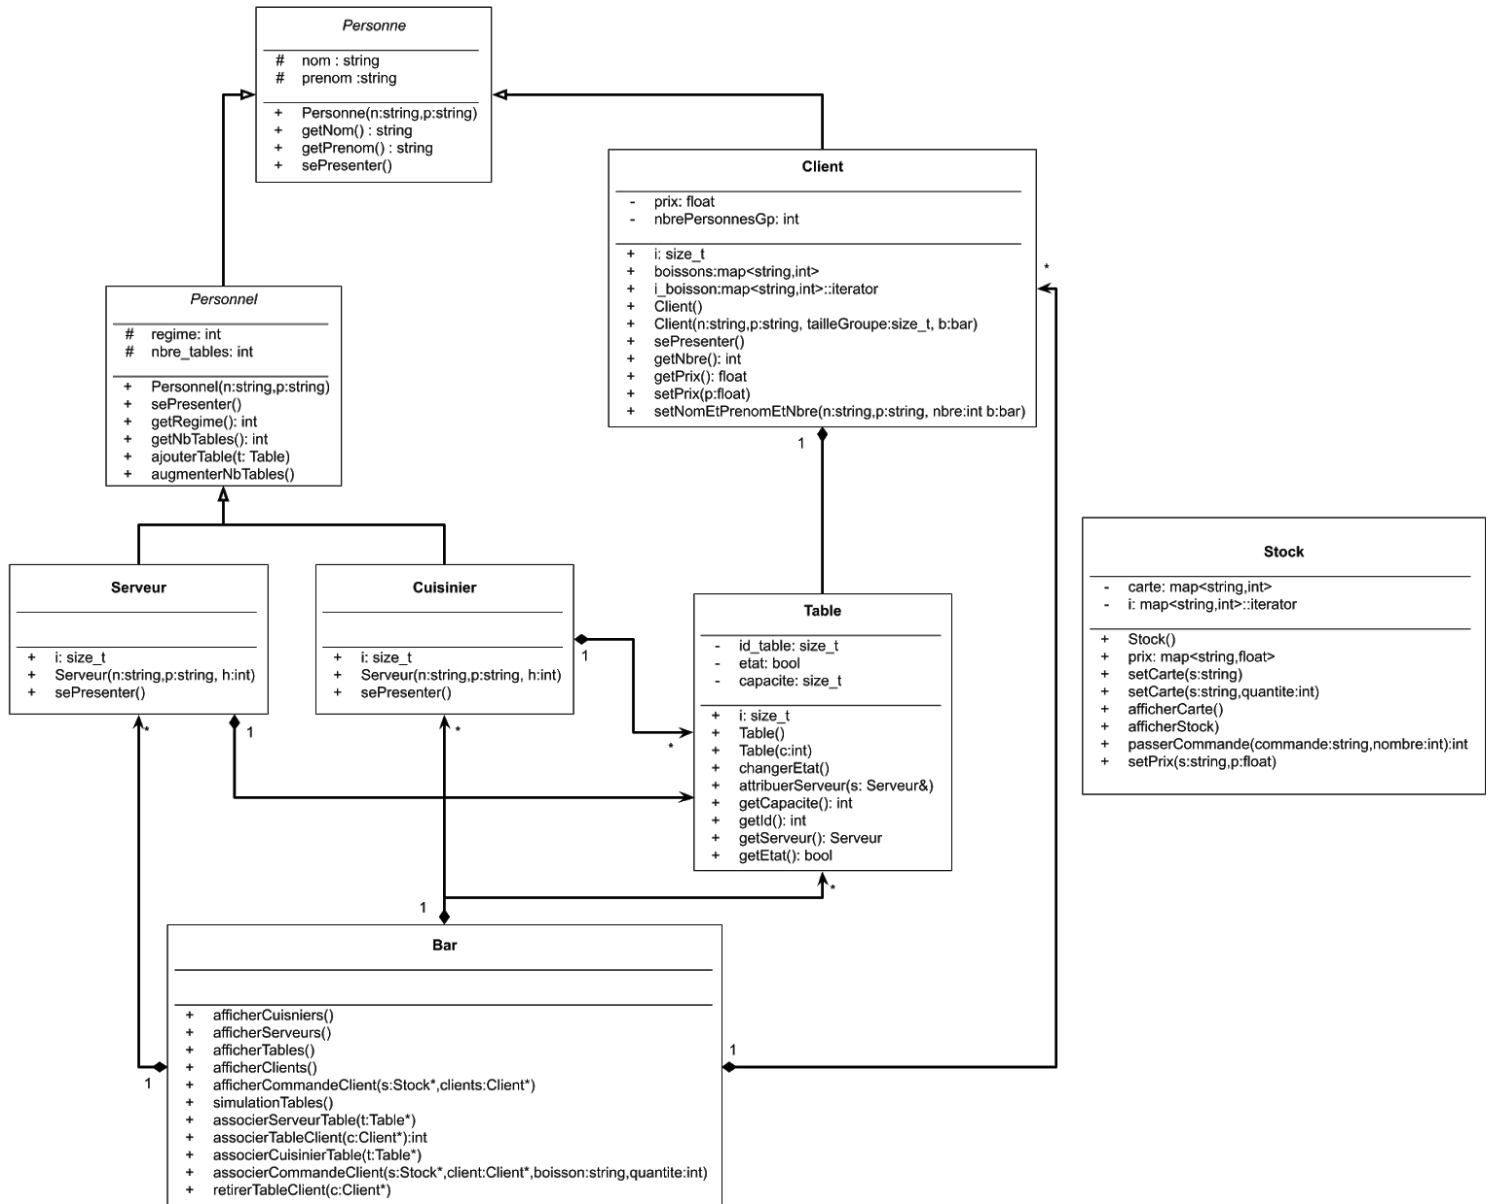 Personne
# nom : string
# prenom :string
+ Personne(n:string,p:string)
+ getNom() : string
+ getPrenom() : string
+ sePresenter()
Client
- prix: float
- nbrePersonnesGp: int
+ i: size_t
+ boissons:map<string,int>
+ i_boisson:map<string,int>::iterator
+ Client()
+ Client(n:string,p:string, tailleGroupe:size_t, b:bar)
+ sePresenter()
+ getNbre(): int
+ getPrix(): float
+ setPrix(p:float)
+ setNomEtPrenomEtNbre(n:string,p:string, nbre:int b:bar)
*
1
Personnel
# regime: int
# nbre_tables: int
+ Personnel(n:string,p:string)
+ sePresenter()
+ getRegime(): int
+ getNbTables(): int
+ ajouterTable(t: Table)
+ augmenterNbTables()
Serveur
+ i: size_t
+ Serveur(n:string,p:string, h:int)
+ sePresenter()
* 1
Cuisinier
+ i: size_t
+ Serveur(n:string,p:string, h:int)
+ sePresenter()
*
1
*
Table
- id_table: size_t
- etat: bool
- capacite: size_t
+ i: size_t
+ Table()
+ Table(c:int)
+ changerEtat()
+ attribuerServeur(s: Serveur&)
+ getCapacite(): int
+ getId(): int
+ getServeur(): Serveur
+ getEtat(): bool
*
Stock
- carte: map<string,int>
- i: map<string,int>::iterator
+ Stock()
+ prix: map<string,float>
+ setCarte(s:string)
+ setCarte(s:string,quantite:int)
+ afficherCarte()
+ afficherStock)
+ passerCommande(commande:string,nombre:int):int
+ setPrix(s:string,p:float)
1
Bar
+ afficherCuisniers()
+ afficherServeurs()
+ afficherTables()
+ afficherClients()
+ afficherCommandeClient(s:Stock*,clients:Client*)
+ simulationTables()
+ associerServeurTable(t:Table*)
+ associerTableClient(c:Client*):int
+ associerCuisinierTable(t:Table*)
+ associerCommandeClient(s:Stock*,client:Client*,boisson:string,quantite:int)
+ retirerTableClient(c:Client*)
1
1